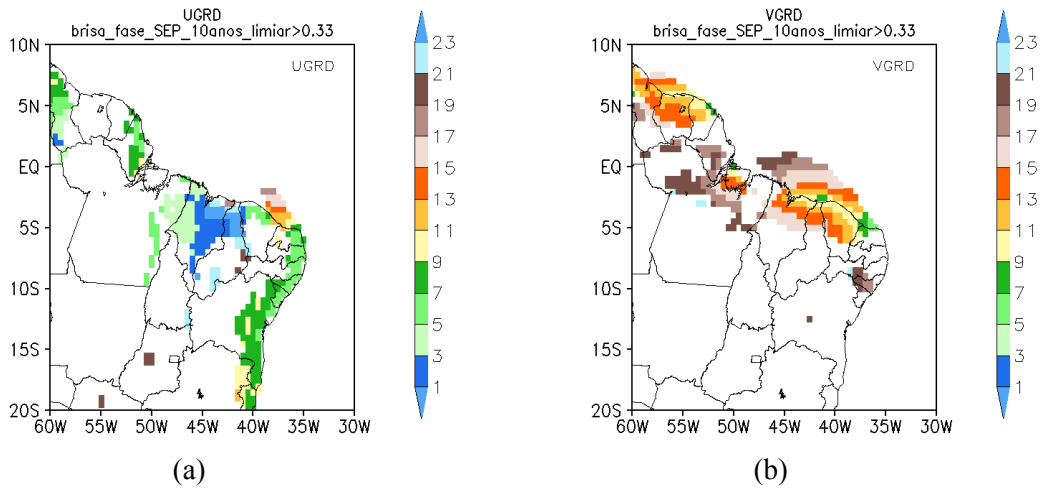 UGRD
brisa_fase_SEP_10anos_limiar>0.33
UGRD
10N
5N
EQ
5S
10S
15S
20S
60W 55W 50W 45W 40W 35W 30W
23
21
19
17
15
13
11
9
7
5
3
1
(a)
VGRD
brisa_fase_SEP_10anos_limiar>0.33
VGRD
10N
5N
EQ
5S
10S
15S
20S
60W 55W 50W 45W 40W 35W 30W
23
21
19
17
15
13
11
9
7
5
3
1
(b)